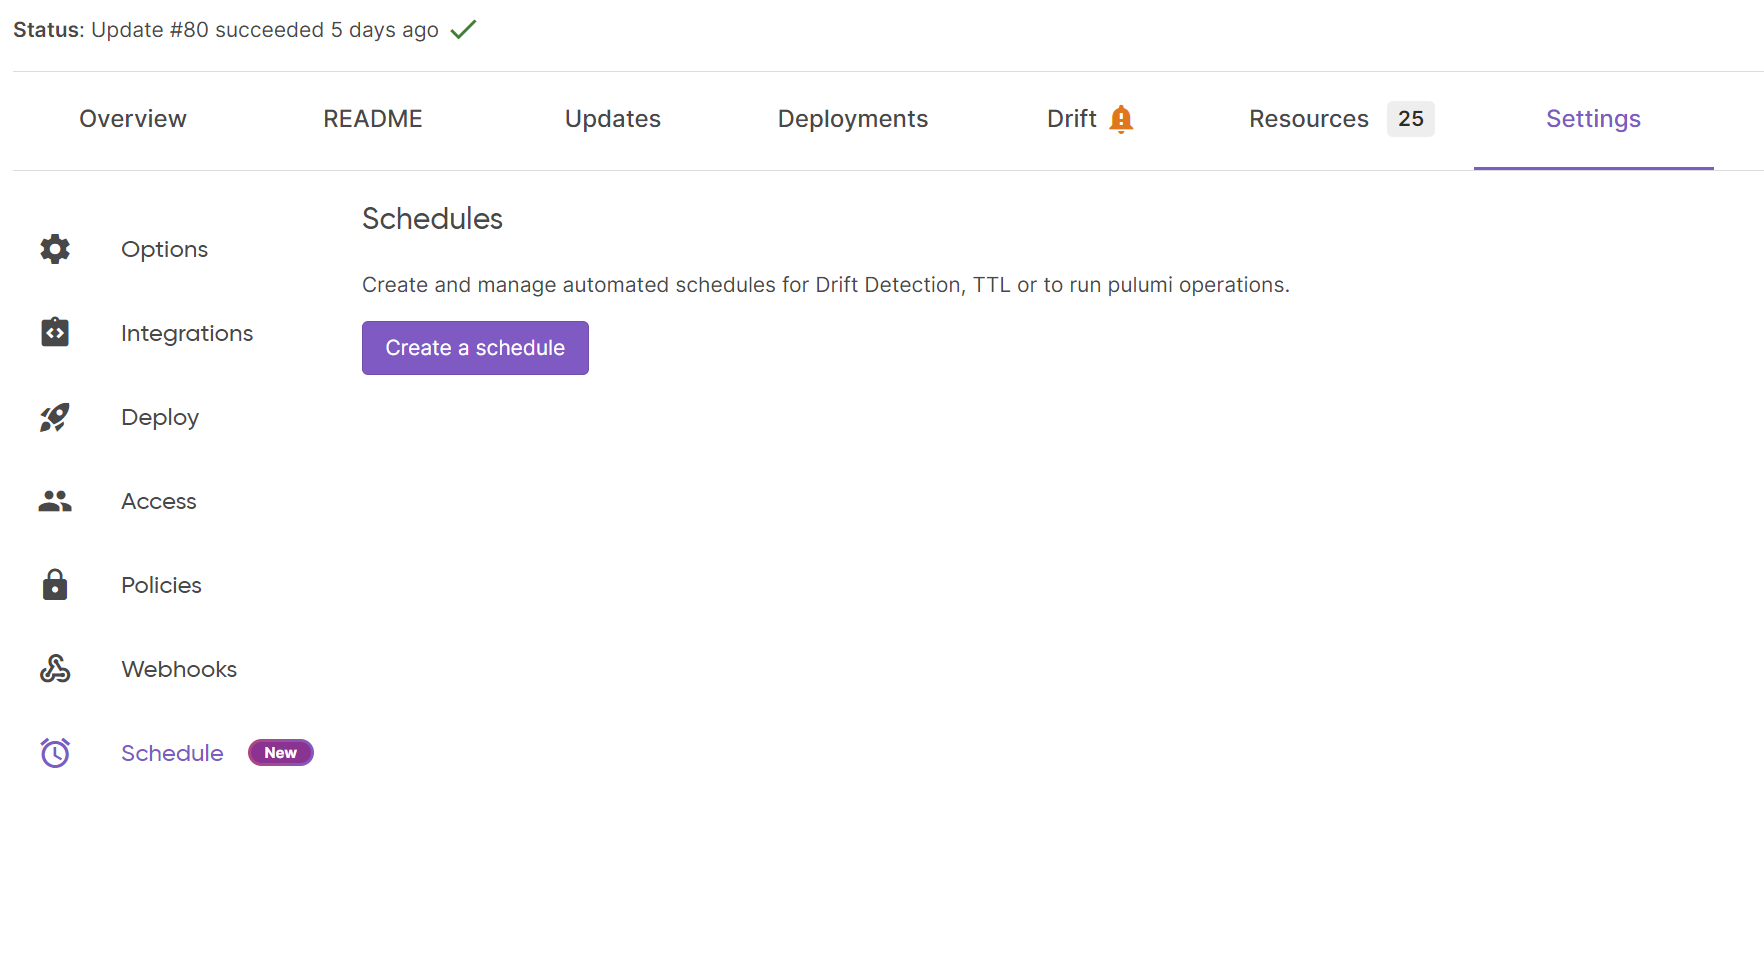 Status: Update #80 succeeded 5 days ago
Overview README Updates Deployments Drift Resources 25 Settings
Schedules
Create and manage automated schedules for Drift Detection, TTL or to run pulumi operations.
Create a schedule
Options
Integrations
Deploy
Access
Policies
Webhooks
Schedule New